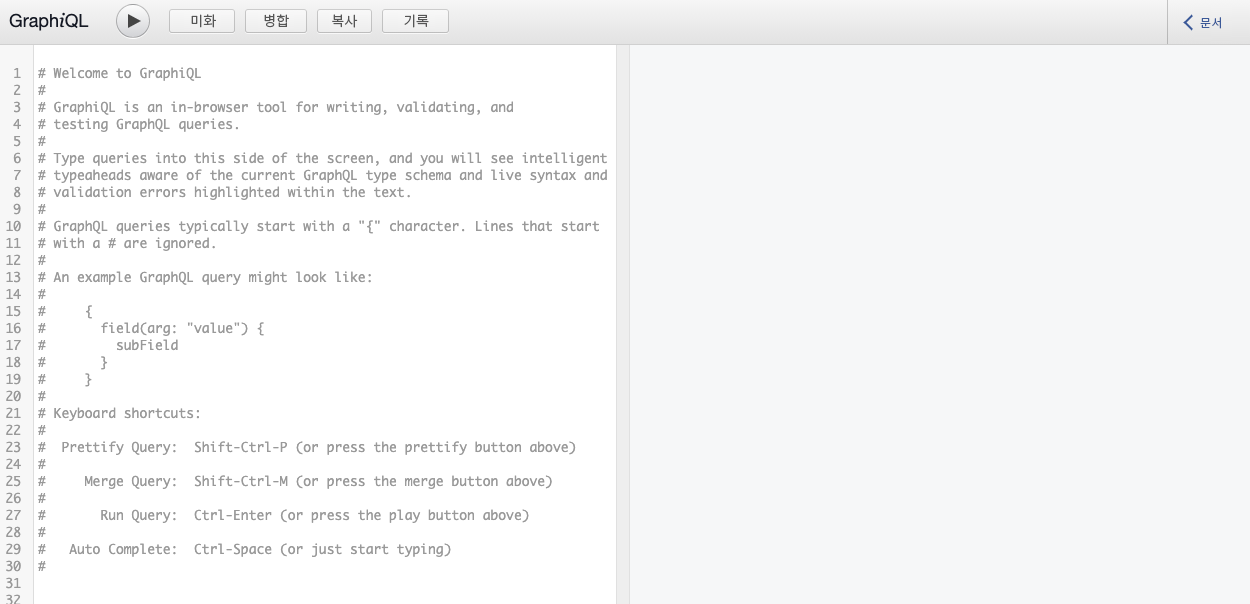 GraphiQL 미화 병합 복사 기록 문서
1 # Welcome to GraphiQL
2 #
3 # GraphiQL is an in-browser tool for writing, validating, and
4 # testing GraphQL queries.
5 #
6 # Type queries into this side of the screen, and you will see intelligent
7 # typeaheads aware of the current GraphQL type schema and live syntax and
8 # validation errors highlighted within the text.
9 #
10 # GraphQL queries typically start with a "{" character. Lines that start
11 # with a # are ignored.
12 #
13 # An example GraphQL query might look like:
14 #
15 #     {
16 #       field(arg: "value") {
17 #         subField
18 #       }
19 #     }
20 #
21 # Keyboard shortcuts:
22 #
23 #  Prettify Query:  Shift-Ctrl-P (or press the prettify button above)
24 #
25 #     Merge Query:  Shift-Ctrl-M (or press the merge button above)
26 #
27 #       Run Query:  Ctrl-Enter (or press the play button above)
28 #
29 #   Auto Complete:  Ctrl-Space (or just start typing)
30 #
31
32